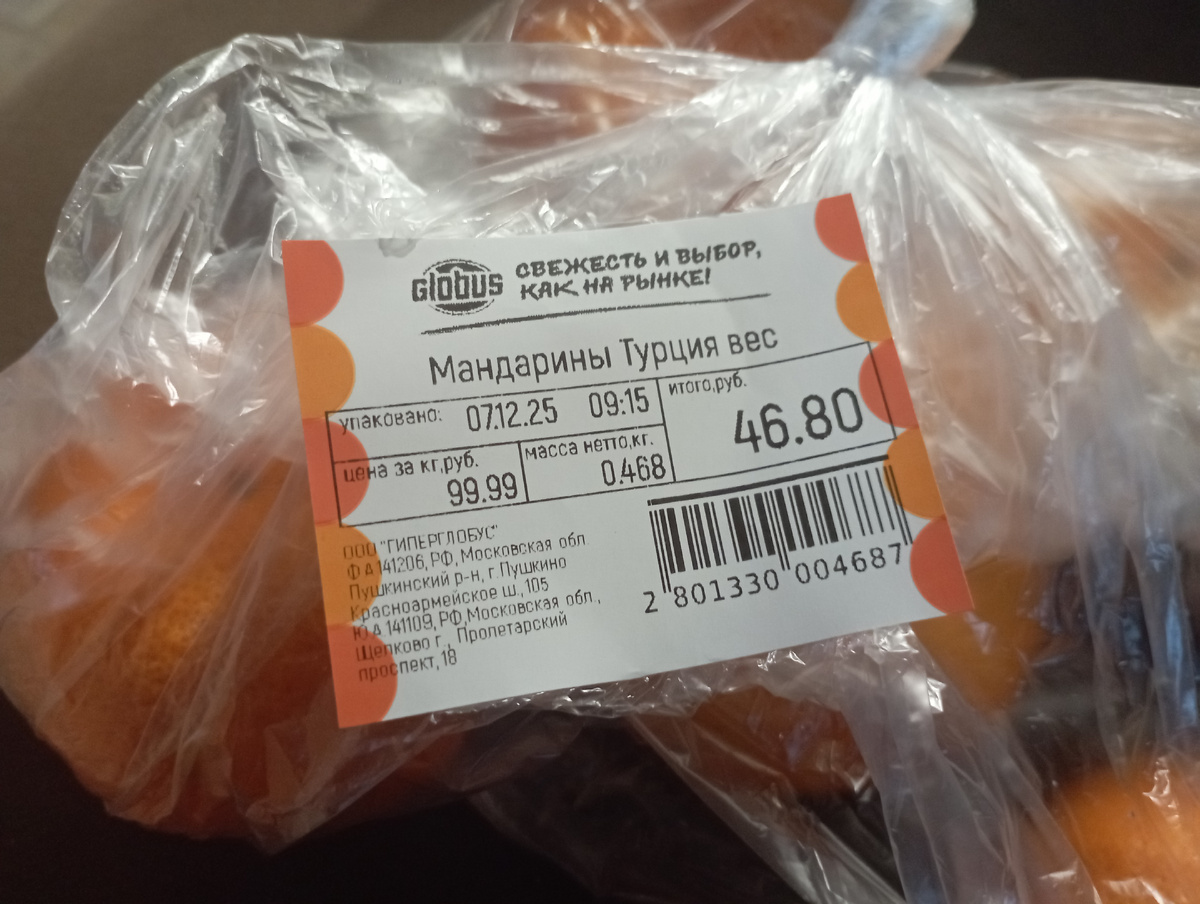 Globus
СВЕЖЕСТЬ И ВЫБОР,
КАК НА РЫНКЕ!
Мандарины Турция вес
упаковано: 07.12.25 09:15
итого,руб.
46.80
цена за кг,руб.
99.99
масса нетто,кг.
0.468
ООО "ГИПЕРГЛОБУС"
Ф А 141206, РФ, Московская обл
Пушкинский р-н, г.Пушкино
Красноармейское ш., 105
Ю А 141109, РФ,Московская обл.,
Щелково г., Пролетарский
проспект, 18
2 801330 004687